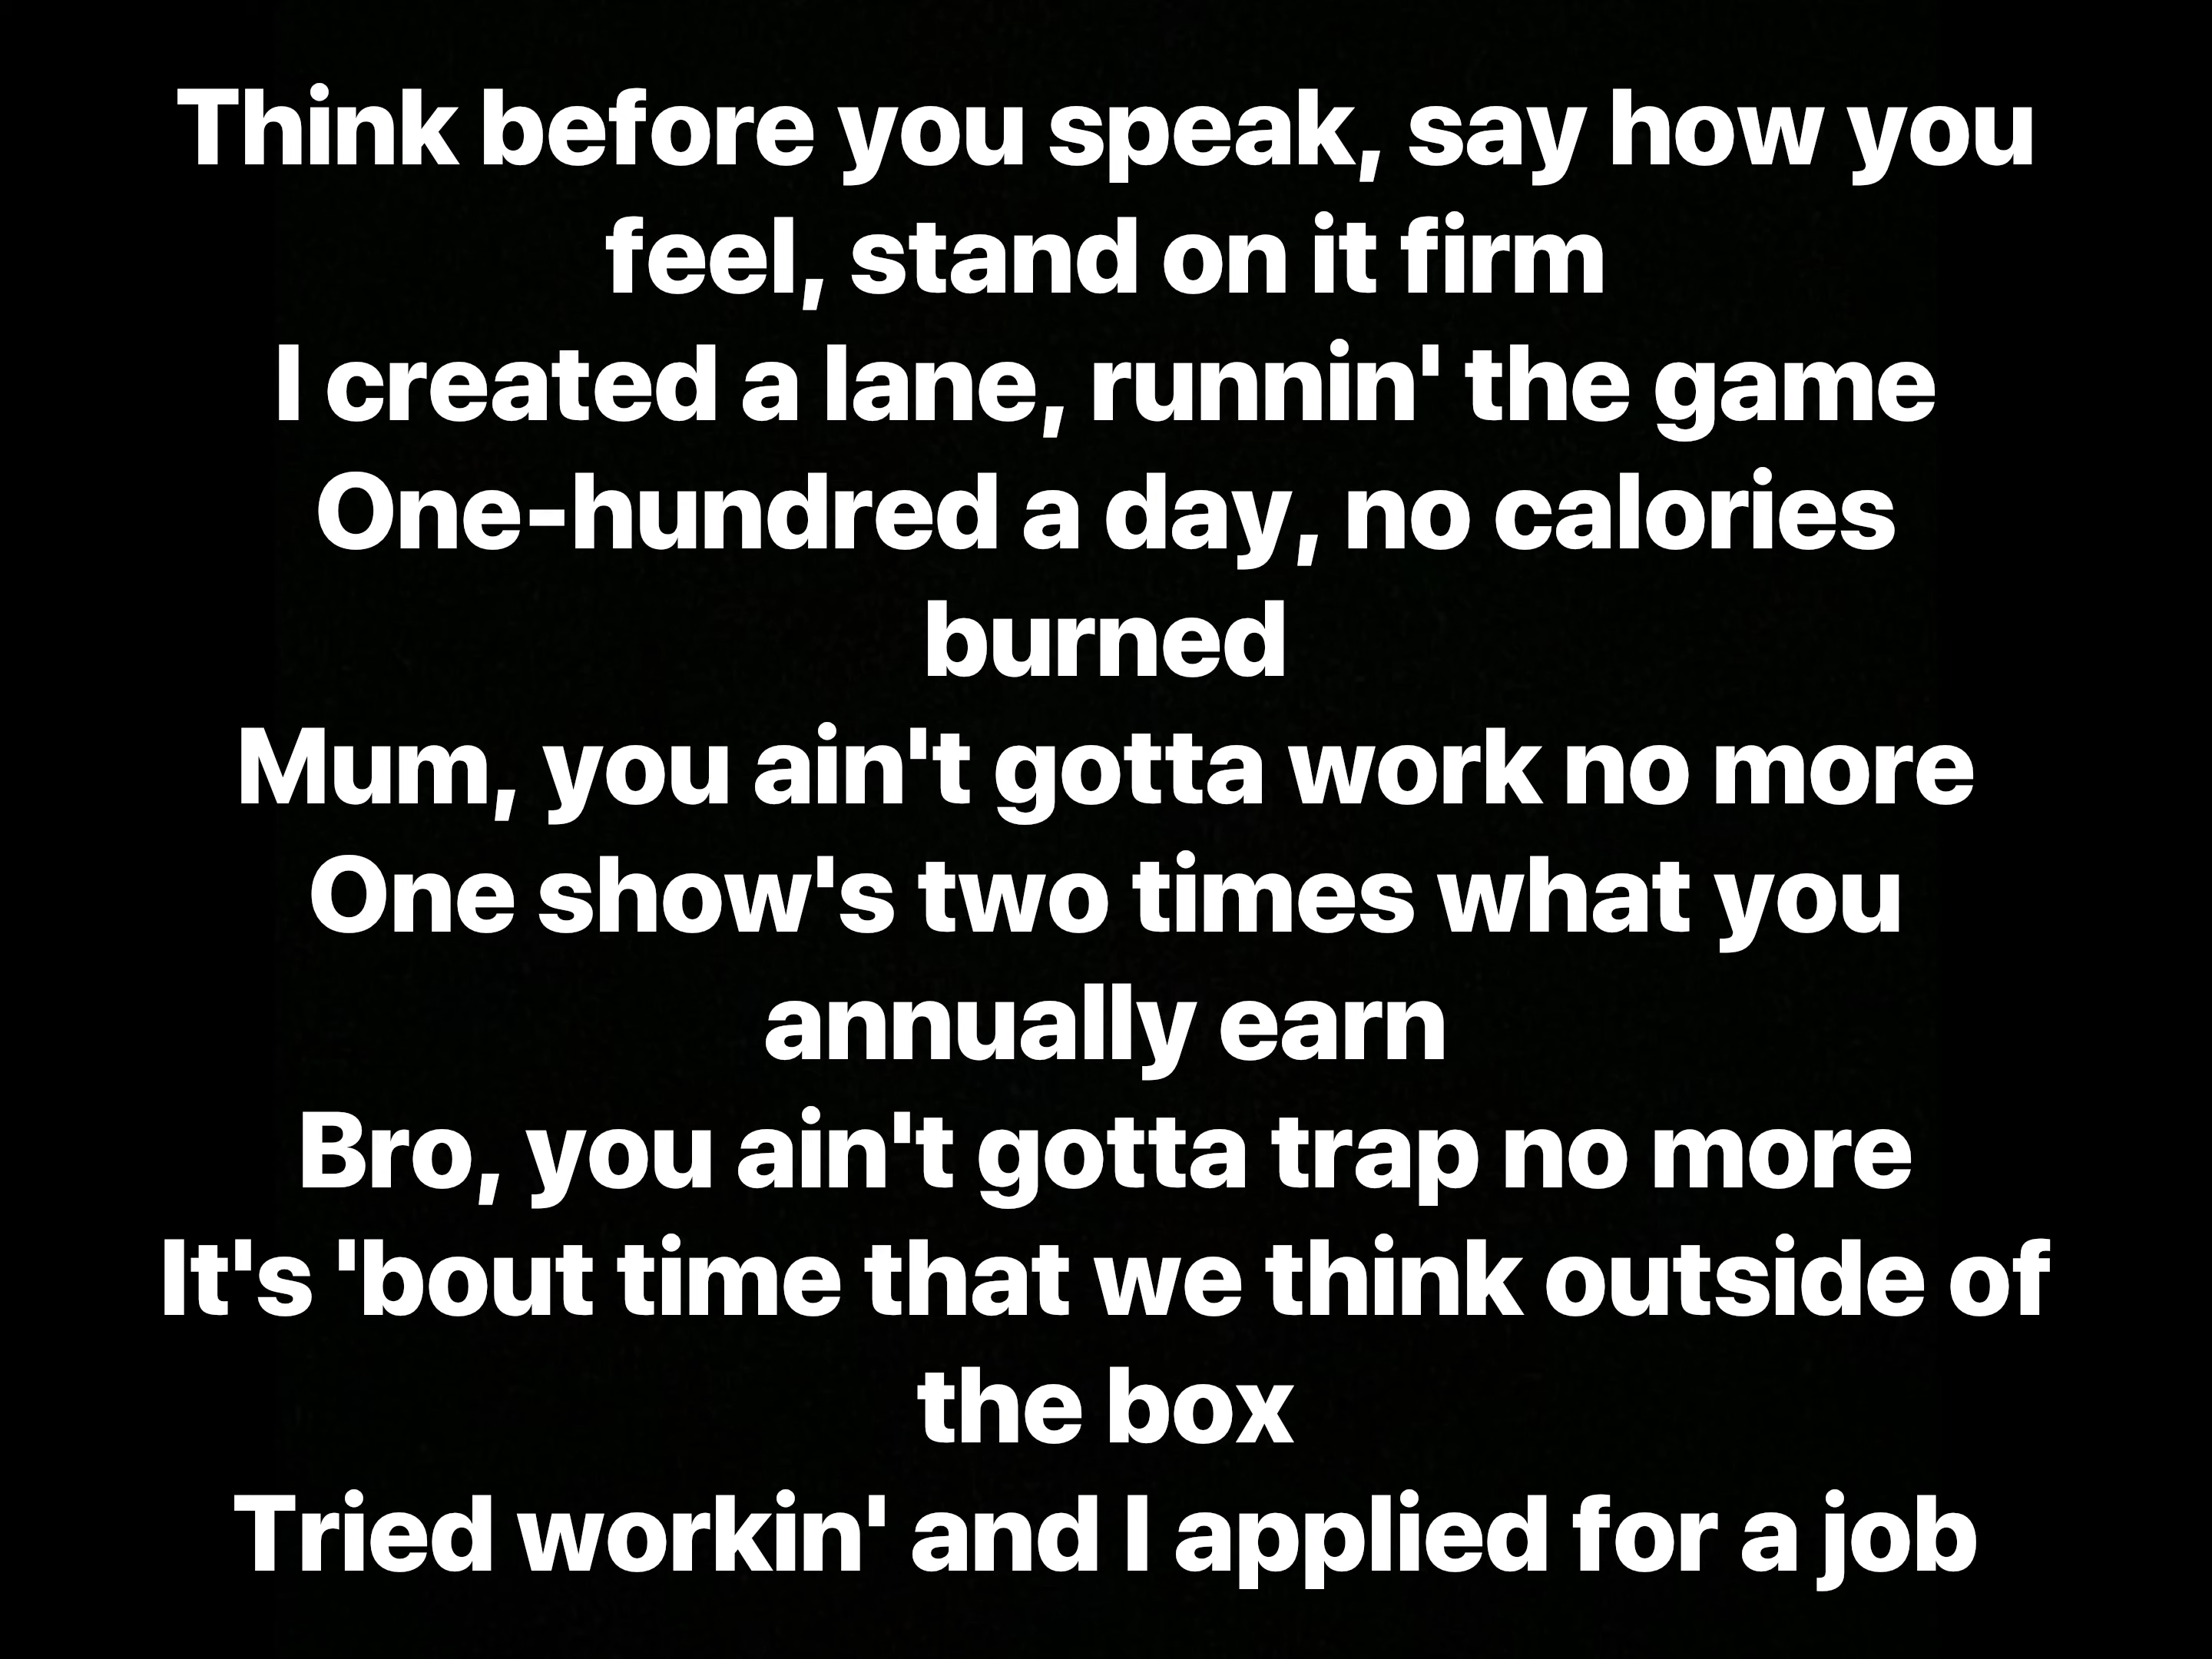 Think before you speak, say how you
feel, stand on it firm
I created a lane, runnin' the game
One-hundred a day, no calories
burned
Mum, you ain't gotta work no more
One show's two times what you
annually earn
Bro, you ain't gotta trap no more
It's 'bout time that we think outside of
the box
Tried workin' and I applied for a job